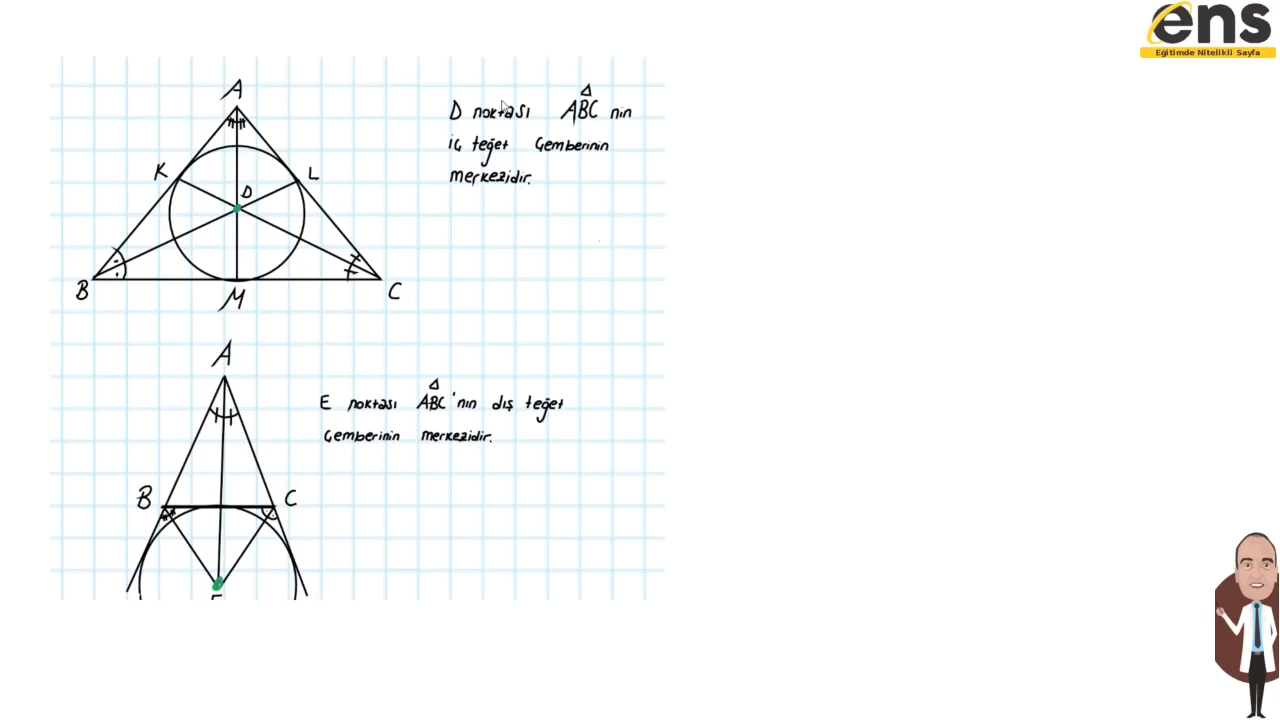 ens
Eğitimde Nitelikli Sayfa
A
K
L
D
B
M
C
D noktası ABC nin
iç teğet çemberinin
merkezidir.
A
B
C
E noktası ABC'nin dış teğet
çemberinin merkezidir.